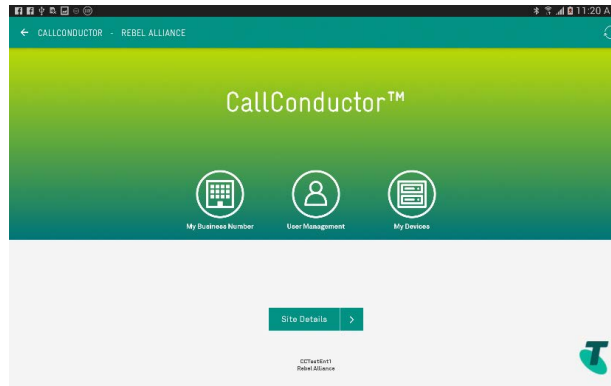 11:20 A
CALLCONDUCTOR - REBEL ALLIANCE
CallConductor™
My Business Number
User Management
My Devices
Site Details
CCTestEnt1
Rebel Alliance